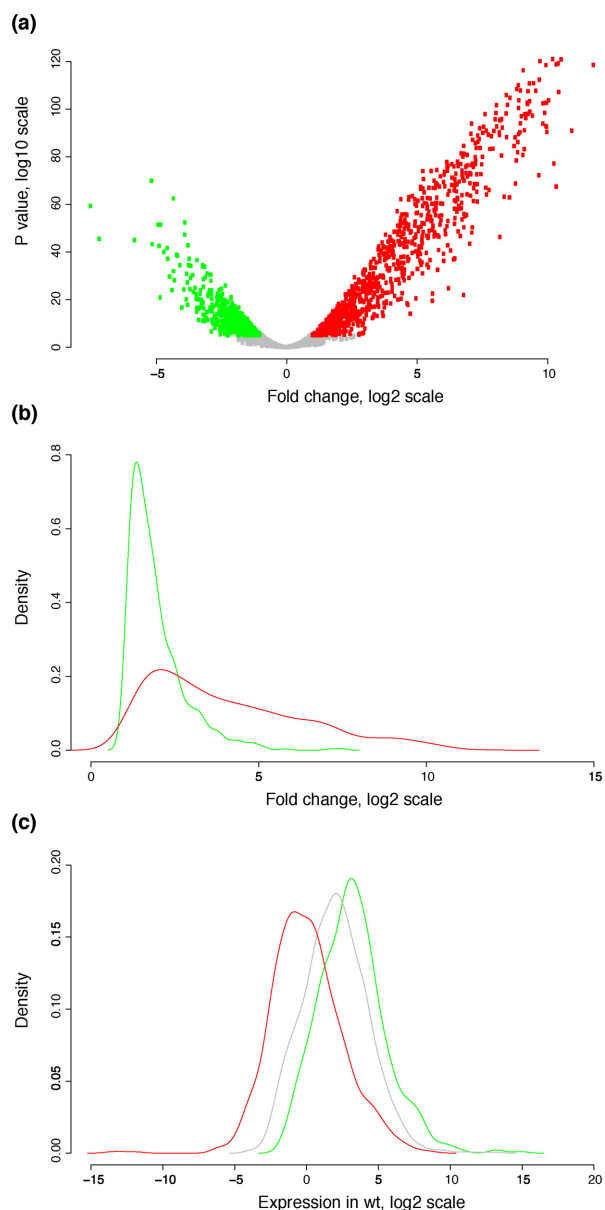 (a)
P value, log10 scale
120
100
80
60
40
20
0
−5 0 5 10
Fold change, log2 scale
(b)
Density
0.8
0.6
0.4
0.2
0.0
0 5 10 15
Fold change, log2 scale
(c)
Density
0.20
0.15
0.10
0.05
0.00
−15 −10 −5 0 5 10 15 20
Expression in wt, log2 scale